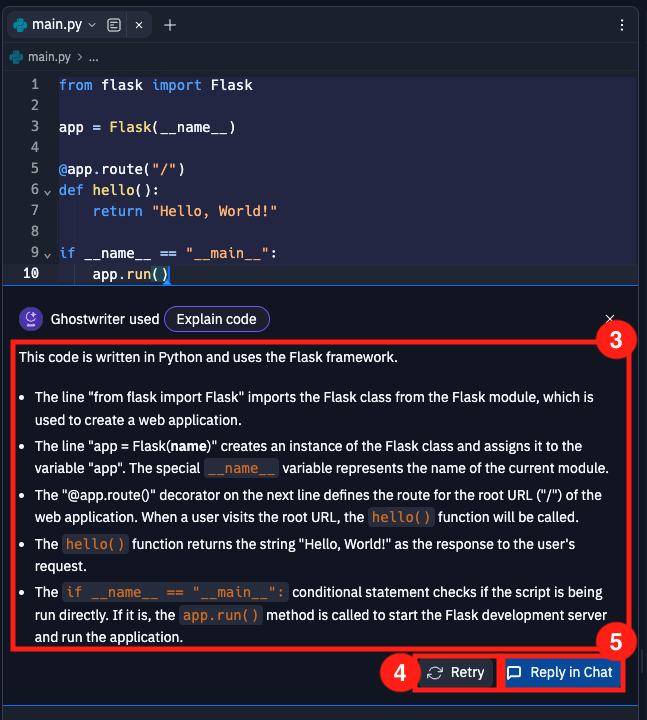 main.py
main.py > ...
1 from flask import Flask
2
3 app = Flask(__name__)
4
5 @app.route("/")
6 def hello():
7 return "Hello, World!"
8
9 if __name__ == "__main__":
10 app.run()
Ghostwriter used Explain code
3
This code is written in Python and uses the Flask framework.
• The line "from flask import Flask" imports the Flask class from the Flask module, which is
used to create a web application.
• The line "app = Flask(name)" creates an instance of the Flask class and assigns it to the
variable "app". The special __name__ variable represents the name of the current module.
• The "@app.route()" decorator on the next line defines the route for the root URL ("/") of the
web application. When a user visits the root URL, the hello() function will be called.
• The hello() function returns the string "Hello, World!" as the response to the user's
request.
• The if __name__ == "__main__": conditional statement checks if the script is being
run directly. If it is, the app.run() method is called to start the Flask development server
and run the application.
5
4 Retry Reply in Chat